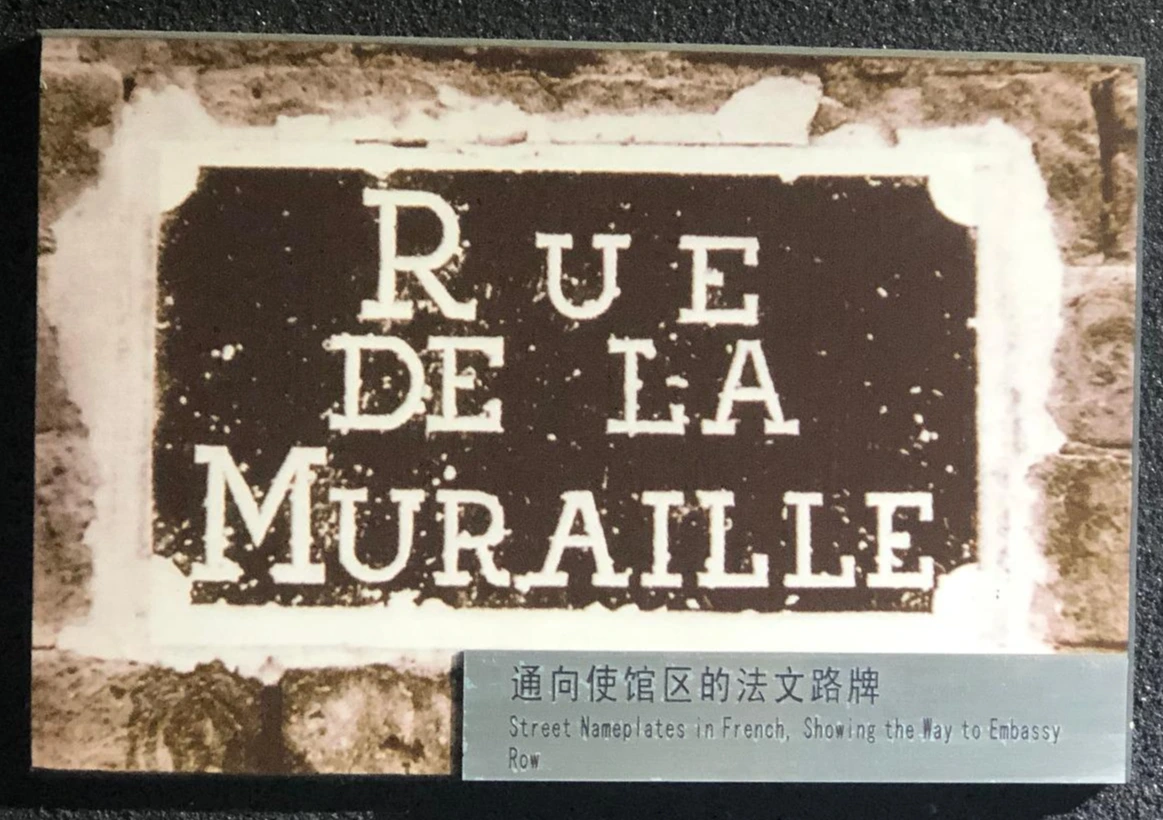 RUE
DE LA
MURAILLE
通向使馆区的法文路牌
Street Nameplates in French, Showing the Way to Embassy
Row